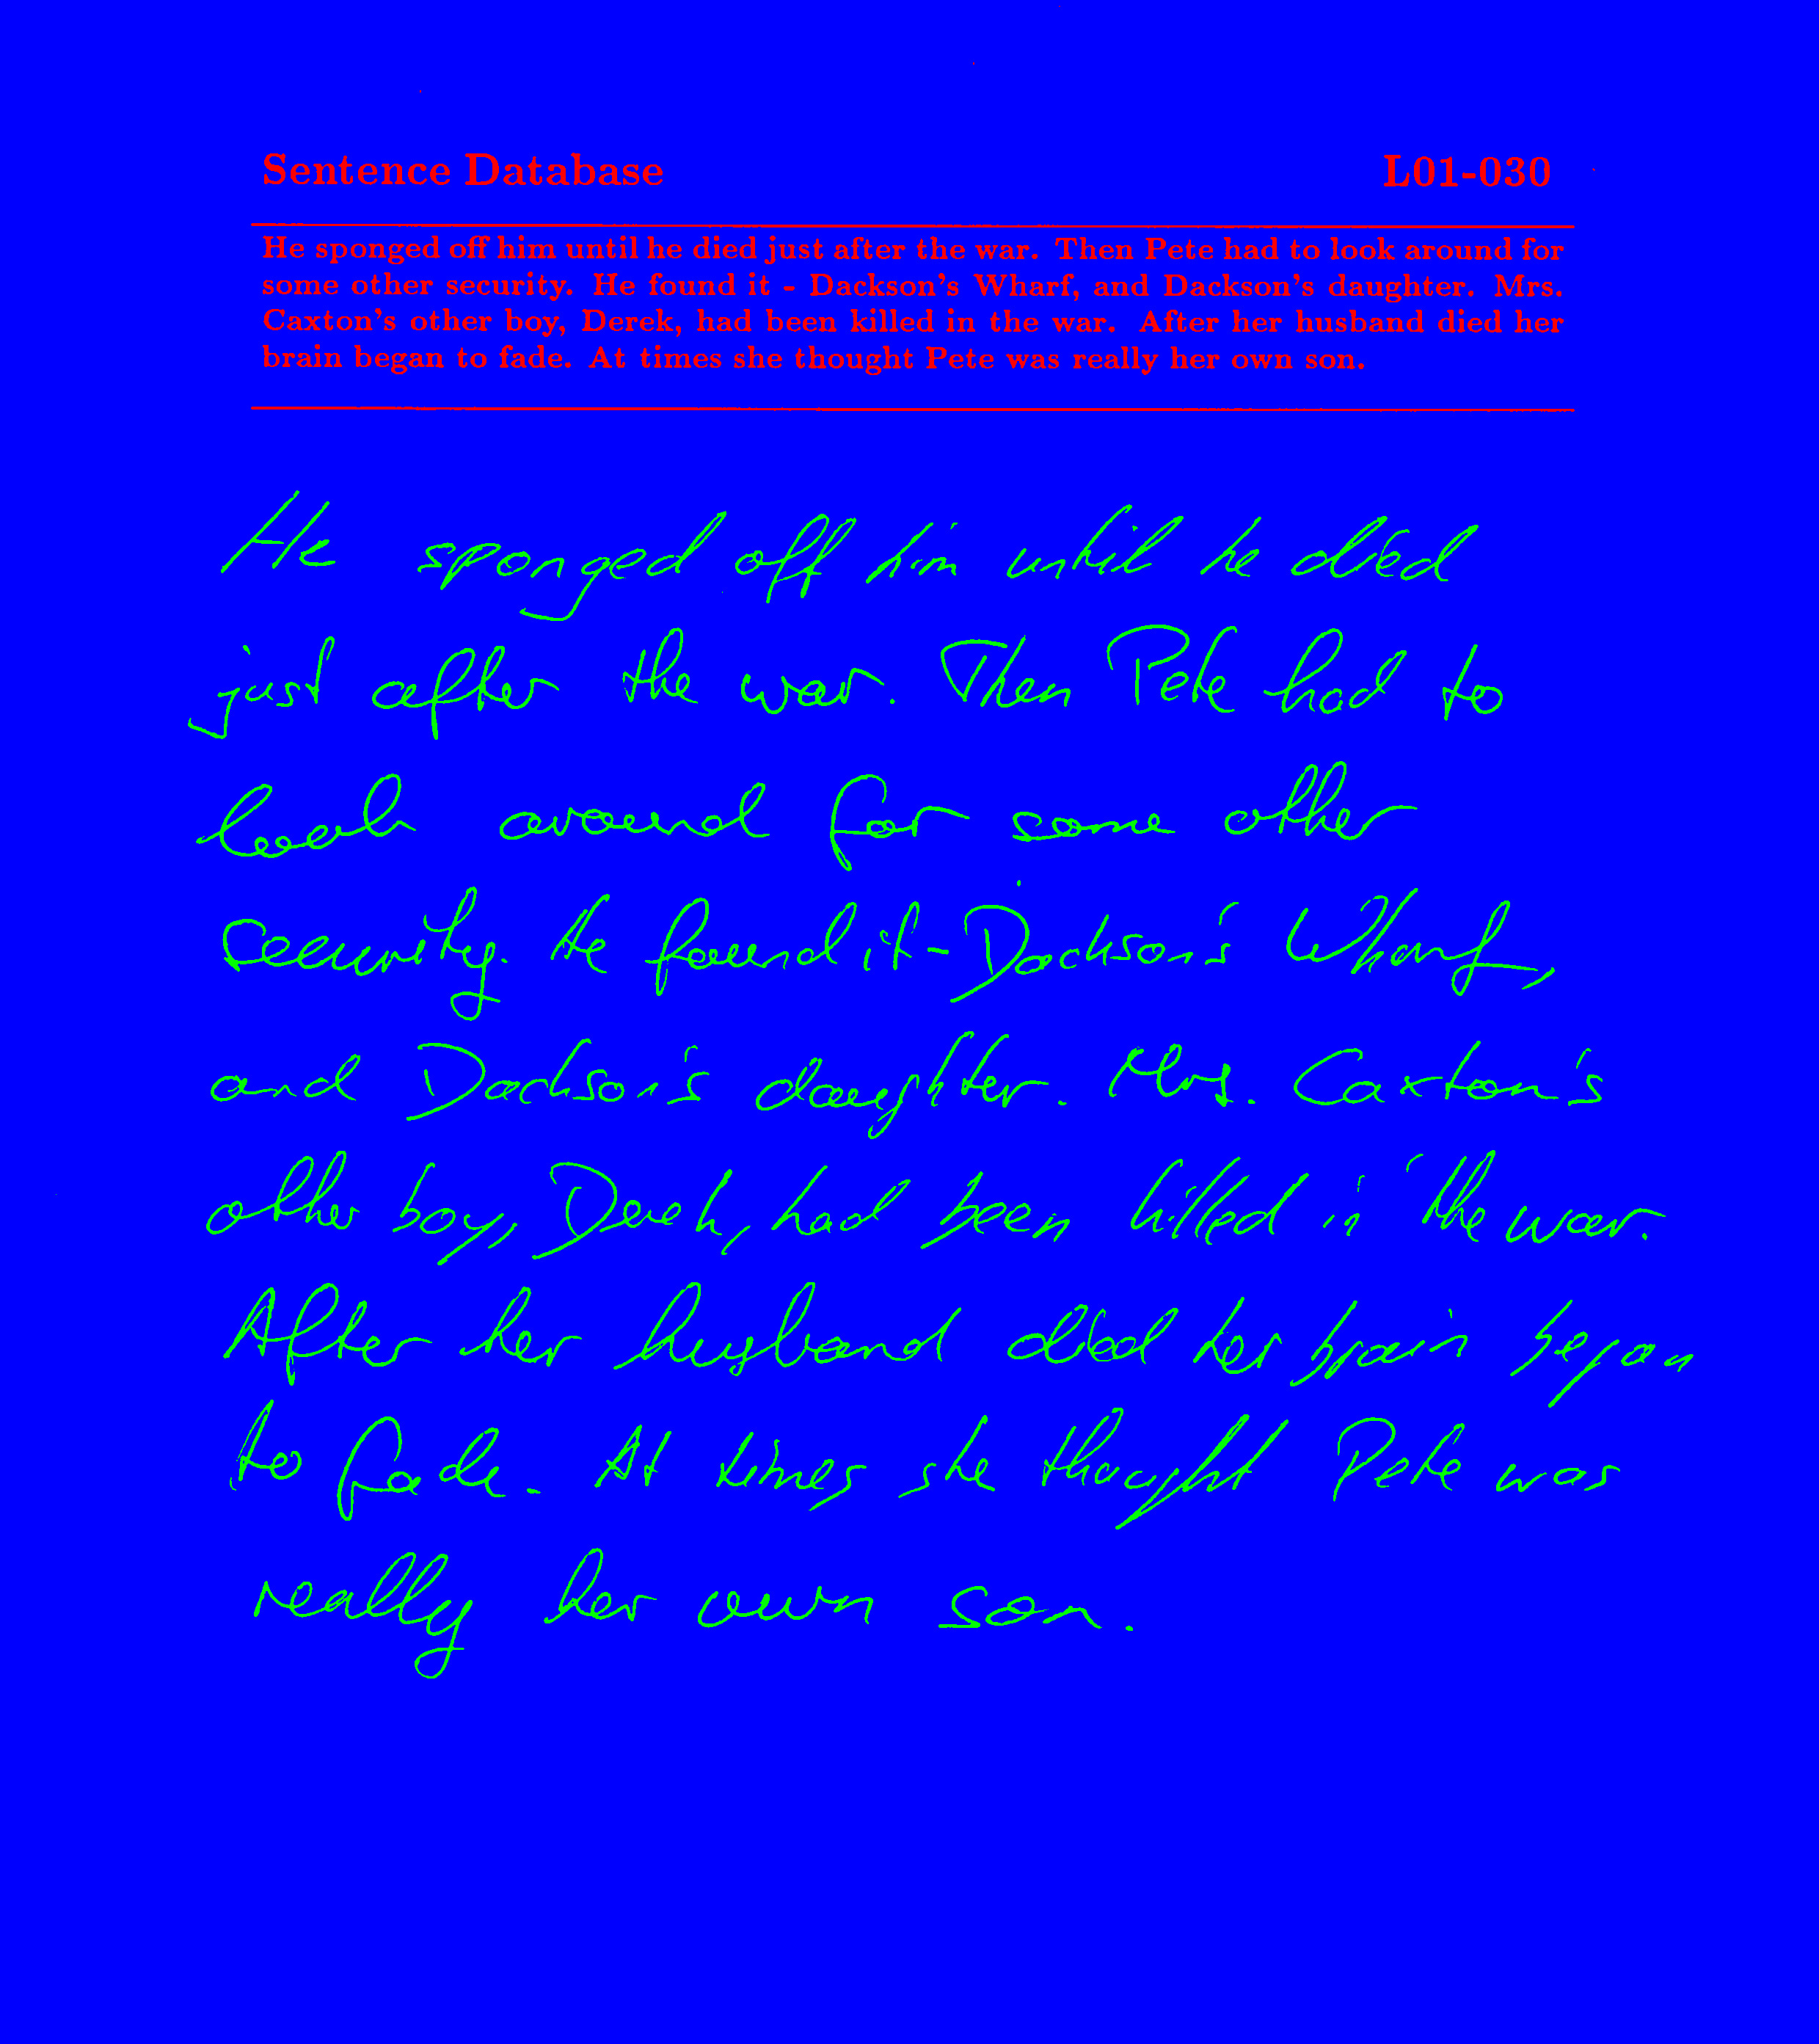 Sentence Database L01-030
He sponged off him until he died just after the war. Then Pete had to look around for
some other security. He found it - Dackson's Wharf, and Dackson's daughter. Mrs.
Caxton's other boy, Derek, had been killed in the war. After her husband died her
brain began to fade. At times she thought Pete was really her own son.
He sponged off him until he died
just after the war. Then Pete had to
look around for some other
security. He found it - Dackson's Wharf,
and Dackson's daughter. Mrs. Caxton's
other boy, Derek, had been killed in the war.
After her husband died her brain began
to fade. At times she thought Pete was
really her own son.